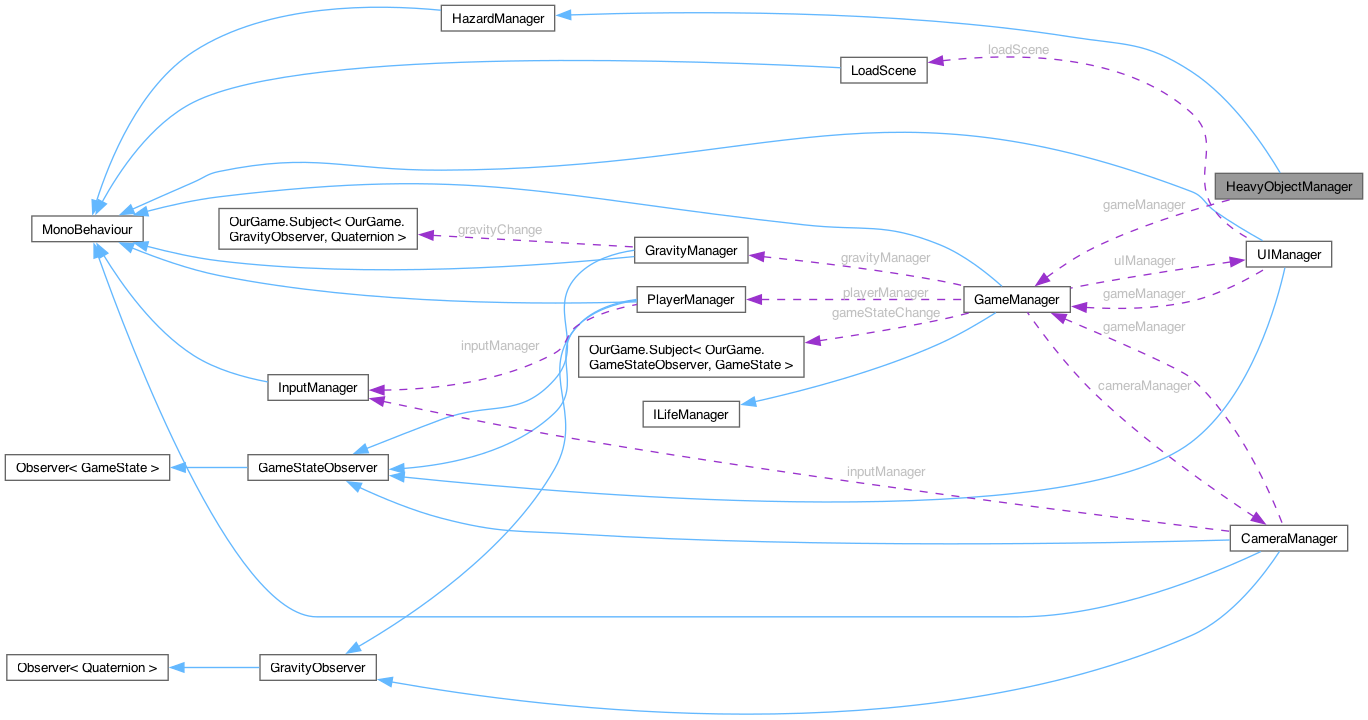 HazardManager
loadScene
LoadScene
HeavyObjectManager
gameManager
MonoBehaviour
OurGame.Subject< OurGame.
GravityObserver, Quaternion >
gravityChange
GravityManager
gravityManager
uIManager
UIManager
PlayerManager
playerManager
GameManager
gameManager
gameStateChange
gameManager
inputManager
OurGame.Subject< OurGame.
GameStateObserver, GameState >
InputManager
cameraManager
ILifeManager
Observer< GameState >
GameStateObserver
inputManager
CameraManager
Observer< Quaternion >
GravityObserver